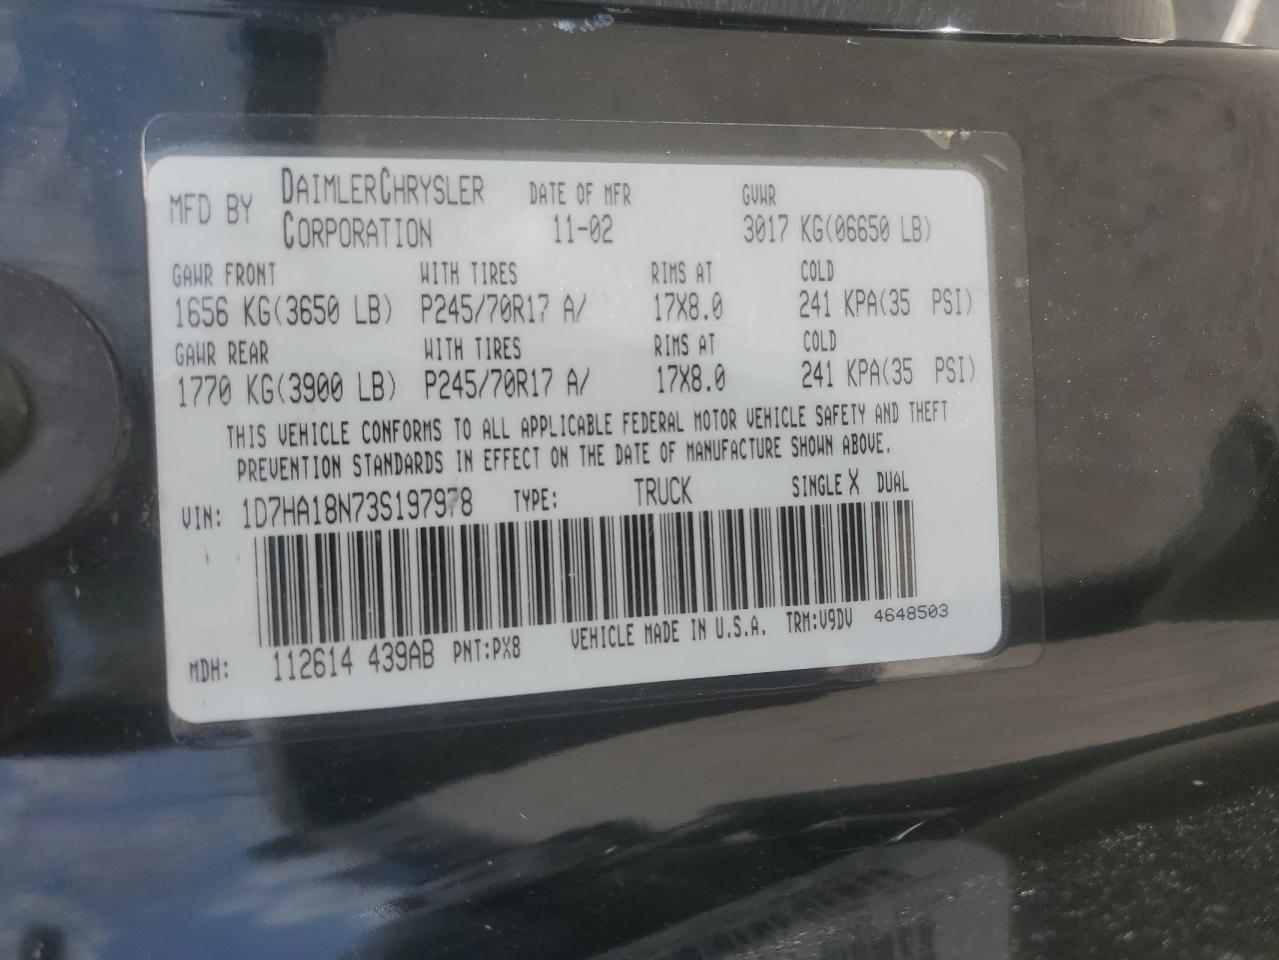 MFD BY DAIMLERCHRYSLER CORPORATION DATE OF MFR 11-02 GVWR 3017 KG(06650 LB)
GAWR FRONT WITH TIRES RIMS AT COLD
1656 KG(3650 LB) P245/70R17 A/ 17X8.0 241 KPA(35 PSI)
GAWR REAR WITH TIRES RIMS AT COLD
1770 KG(3900 LB) P245/70R17 A/ 17X8.0 241 KPA(35 PSI)
THIS VEHICLE CONFORMS TO ALL APPLICABLE FEDERAL MOTOR VEHICLE SAFETY AND THEFT
PREVENTION STANDARDS IN EFFECT ON THE DATE OF MANUFACTURE SHOWN ABOVE.
VIN: 1D7HA18N73S197978 TYPE: TRUCK SINGLE X DUAL
MDH: 112614 439AB PNT:PX8 VEHICLE MADE IN U.S.A. TRM:V9DV 4648503